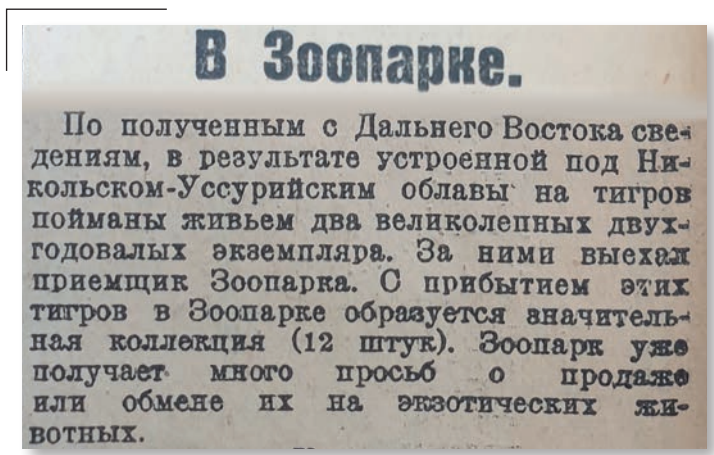 В Зоопарке.
По полученным с Дальнего Востока све-
дениям, в результате устроенной под Ни-
кольском-Уссурийским облавы на тигров
пойманы живьем два великолепных двух-
годовалых экземпляра. За ними выехал
приемщик Зоопарка. С прибытием этих
тигров в Зоопарке образуется значитель-
ная коллекция (12 штук). Зоопарк уже
получает много просьб о продаже
или обмене их на экзотических жи-
вотных.